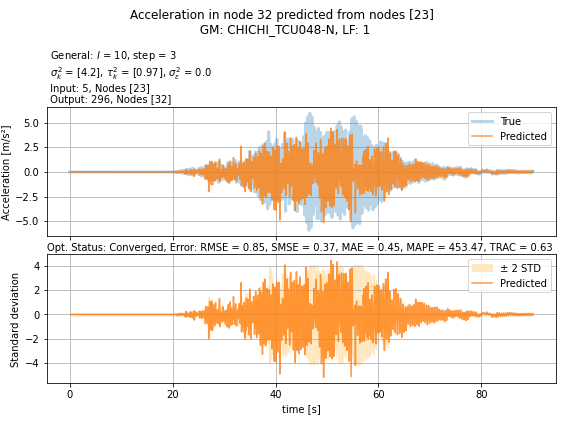 Acceleration in node 32 predicted from nodes [23]
GM: CHICHI_TCU048-N, LF: 1
General: l = 10, step = 3
σ²ₖ = [4.2], τ²ₖ = [0.97], σ²ε = 0.0
Input: 5, Nodes [23]
Output: 296, Nodes [32]
Acceleration [m/s²]
5.0
2.5
0.0
−2.5
−5.0
True
Predicted
Opt. Status: Converged, Error: RMSE = 0.85, SMSE = 0.37, MAE = 0.45, MAPE = 453.47, TRAC = 0.63
Standard deviation
4
2
0
−2
−4
± 2 STD
Predicted
0 20 40 60 80
time [s]